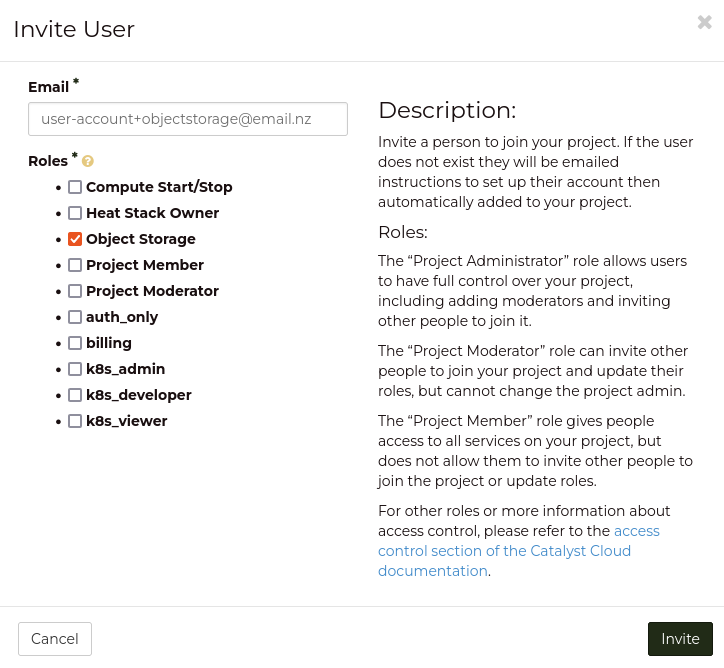 Invite User
Email *
user-account+objectstorage@email.nz
Roles *
Compute Start/Stop
Heat Stack Owner
Object Storage
Project Member
Project Moderator
auth_only
billing
k8s_admin
k8s_developer
k8s_viewer
Description:
Invite a person to join your project. If the user
does not exist they will be emailed
instructions to set up their account then
automatically added to your project.
Roles:
The “Project Administrator” role allows users
to have full control over your project,
including adding moderators and inviting
other people to join it.
The “Project Moderator” role can invite other
people to join your project and update their
roles, but cannot change the project admin.
The “Project Member” role gives people
access to all services on your project, but
does not allow them to invite other people to
join the project or update roles.
For other roles or more information about
access control, please refer to the access
control section of the Catalyst Cloud
documentation.
Cancel
Invite